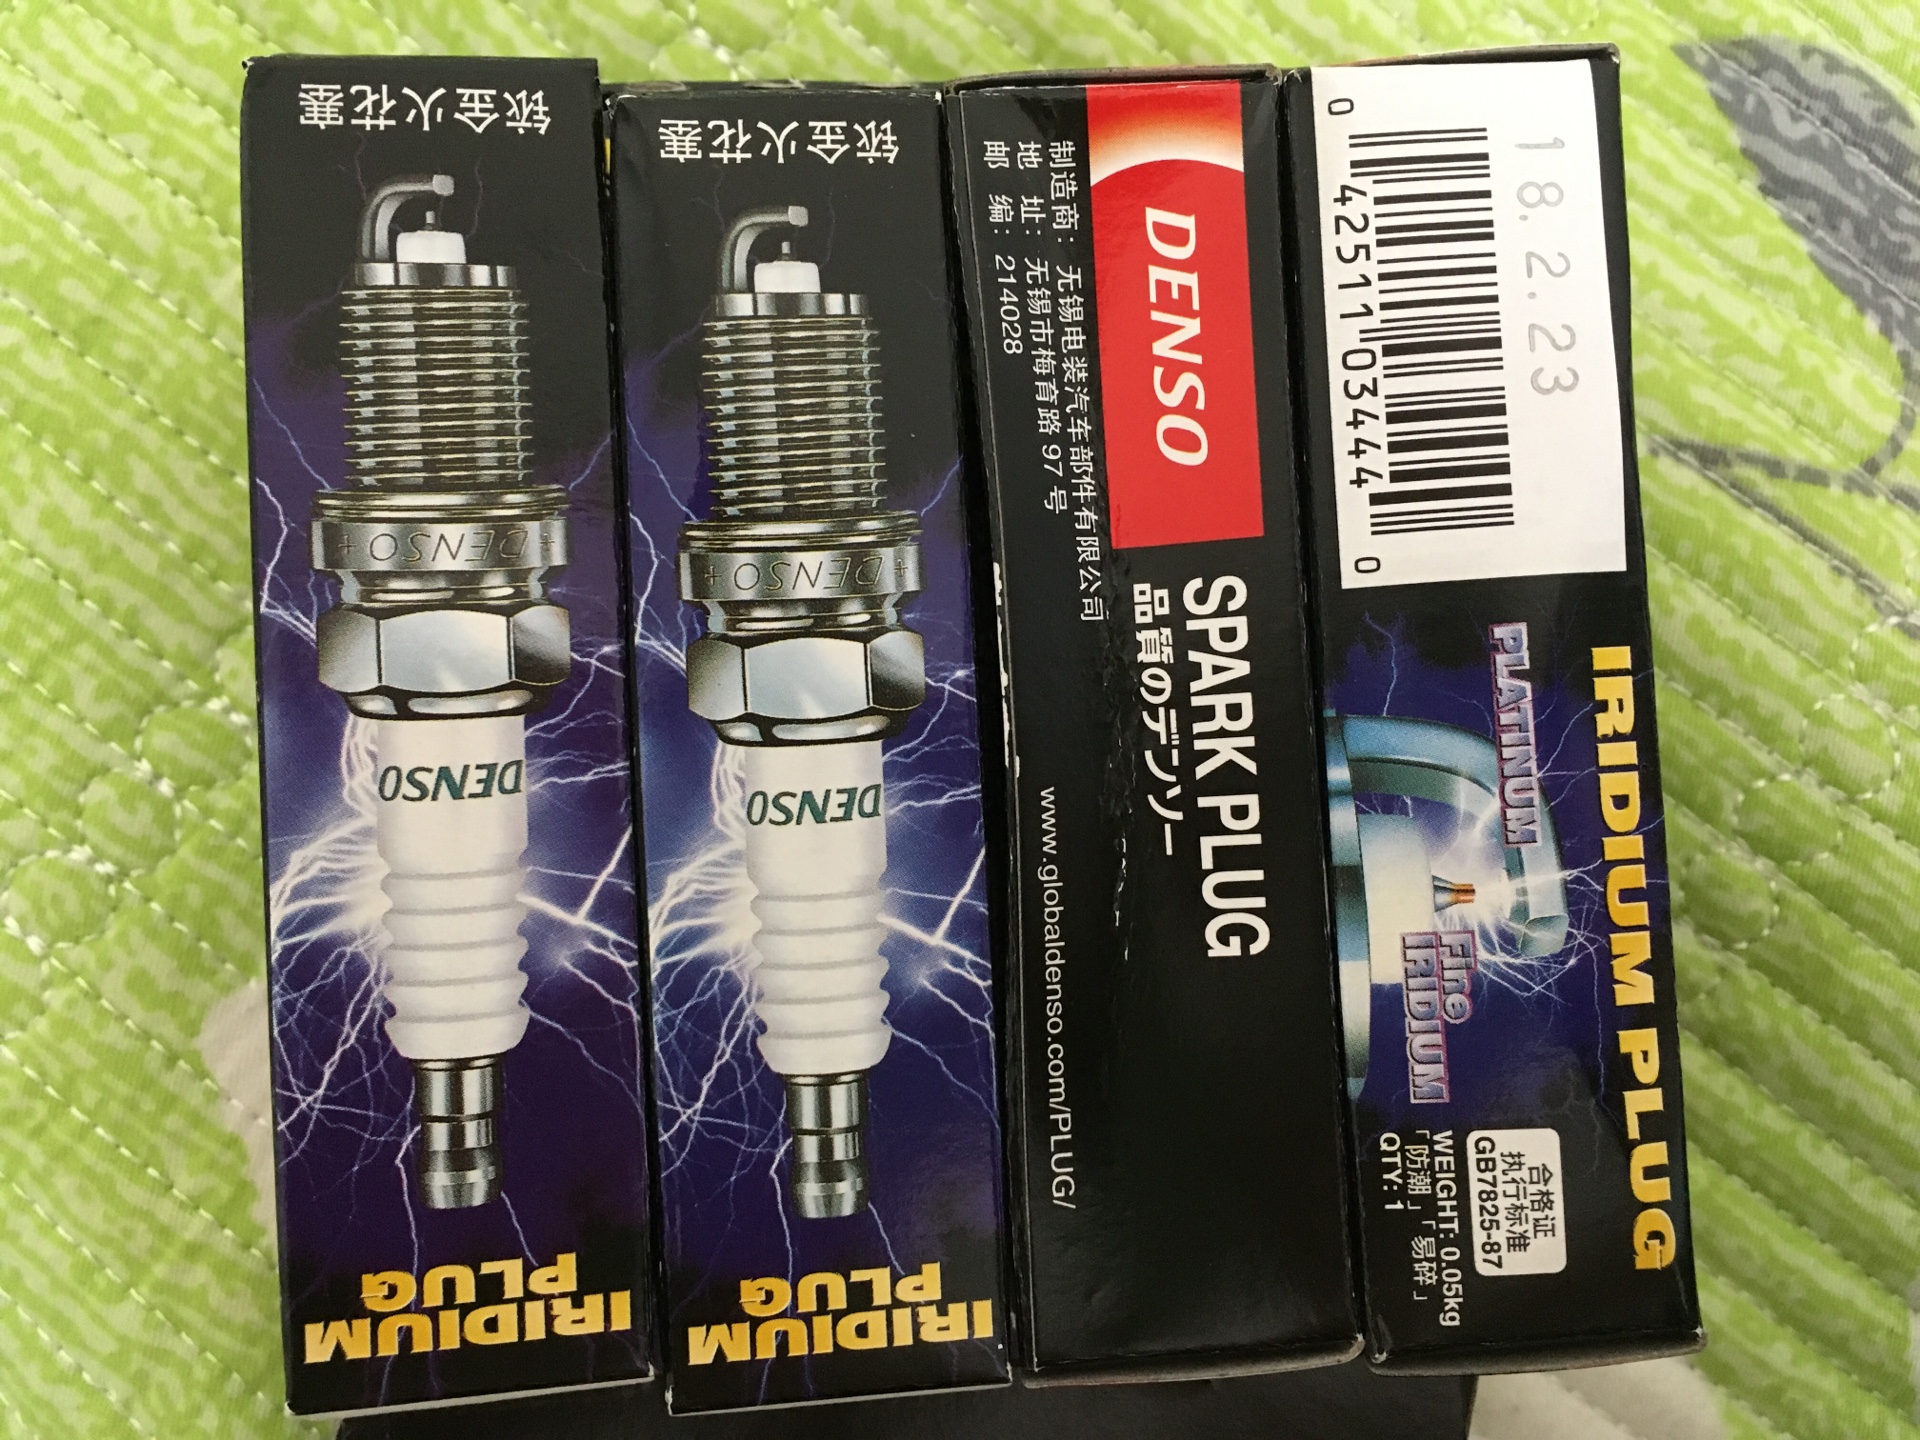 铱金火花塞
+ DENSO + DENSO +
DENSO
IRIDIUM
PLUG
铱金火花塞
+ DENSO + DENSO +
DENSO
IRIDIUM
PLUG
DENSO
SPARK PLUG
品質のデンソー
制造商：无锡电装汽车部件有限公司
地 址：无锡市梅育路 97 号
邮 编：214028
www.globaldenso.com/PLUG/
18.2.23
0 42511 03444 0
IRIDIUM PLUG
PLATINUM
Fine
IRIDIUM
合格证
执行标准
GB7825-87
WEIGHT: 0.05kg
「防潮」「易碎」
QTY: 1